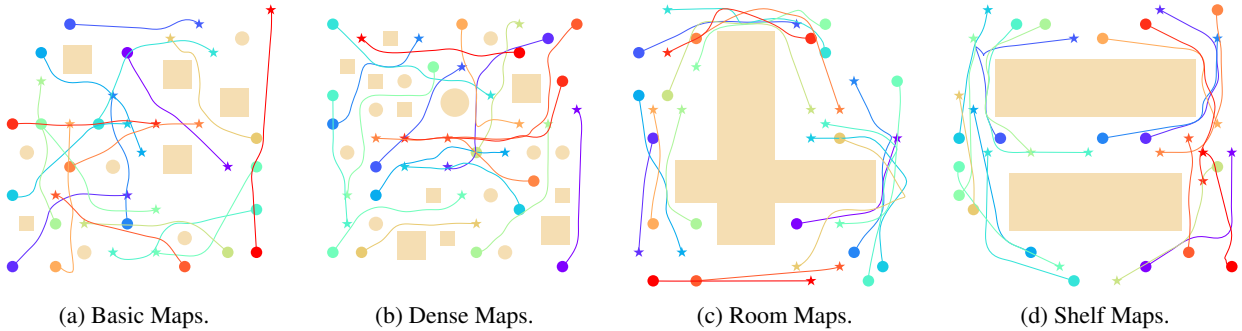 (a) Basic Maps.
(b) Dense Maps.
(c) Room Maps.
(d) Shelf Maps.